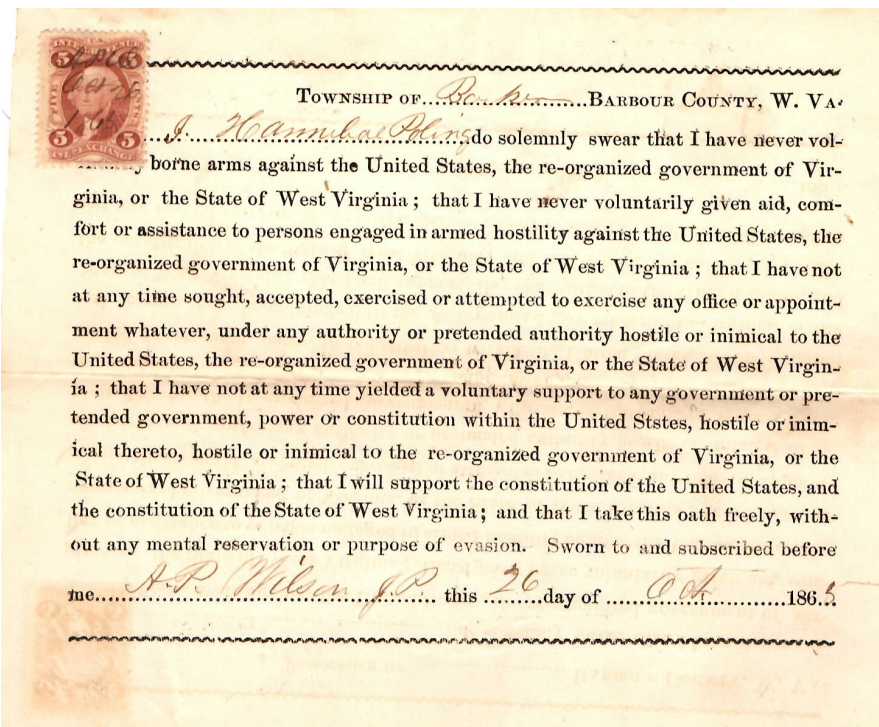 TOWNSHIP OF.....Barker.....BARBOUR COUNTY, W. VA.
I.... Hannibal Poling do solemnly swear that I have never vol-
borne arms against the United States, the re-organized government of Vir-
ginia, or the State of West Virginia ; that I have never voluntarily given aid, com-
fort or assistance to persons engaged in armed hostility against the United States, the
re-organized government of Virginia, or the State of West Virginia ; that I have not
at any time sought, accepted, exercised or attempted to exercise any office or appoint-
ment whatever, under any authority or pretended authority hostile or inimical to the
United States, the re-organized government of Virginia, or the State of West Virgin-
ia ; that I have not at any time yielded a voluntary support to any government or pre-
tended government, power or constitution within the United Ststes, hostile or inim-
ical thereto, hostile or inimical to the re-organized government of Virginia, or the
State of West Virginia ; that I will support the constitution of the United States, and
the constitution of the State of West Virginia ; and that I take this oath freely, with-
out any mental reservation or purpose of evasion. Sworn to and subscribed before
me....A. P. Wilson J. P..... this 26 day of .....Oct.....1865
5 5
5 5